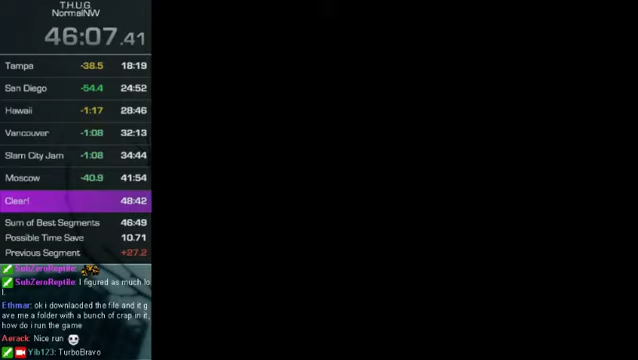 T.H.U.G.
NormalNW
46:07.41
Tampa -38.5 18:19
San Diego -54.4 24:52
Hawaii -1:17 28:46
Vancouver -1:08 32:13
Slam City Jam -1:08 34:44
Moscow -40.9 41:54
Clear! 48:42
Sum of Best Segments 46:49
Possible Time Save 10.71
Previous Segment +27.2
SubZeroReptile:
SubZeroReptile: I figured as much lo
l.
Ethmar: ok i downlaoded the file and it g
ave me a folder with a bunch of crap in it,
how do i run the game
Aerack: Nice run
Yib123: TurboBravo